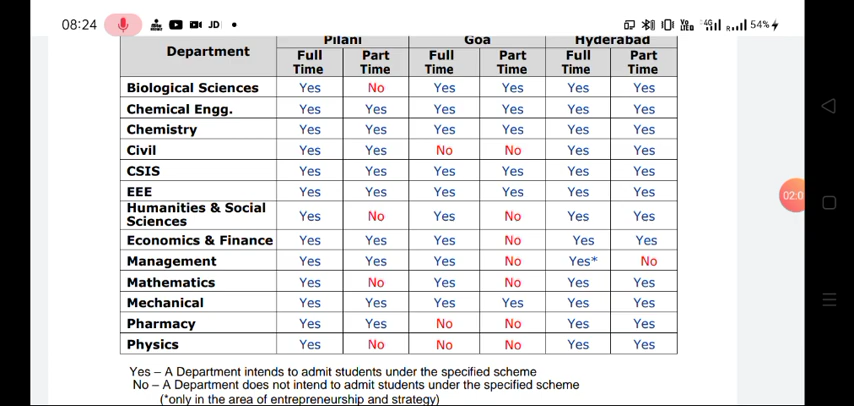 08:24 JD 4G R 54%
Pilani Goa Hyderabad
Department Full Time Part Time Full Time Part Time Full Time Part Time
Biological Sciences Yes No Yes Yes Yes Yes
Chemical Engg. Yes Yes Yes Yes Yes Yes
Chemistry Yes Yes Yes Yes Yes Yes
Civil Yes Yes No No Yes Yes
CSIS Yes Yes Yes Yes Yes Yes
EEE Yes Yes Yes Yes Yes Yes
Humanities & Social
Sciences Yes No Yes No Yes Yes
Economics & Finance Yes Yes Yes No Yes Yes
Management Yes Yes Yes No Yes* No
Mathematics Yes No Yes No Yes Yes
Mechanical Yes Yes Yes Yes Yes Yes
Pharmacy Yes Yes No No Yes Yes
Physics Yes No No No Yes Yes
Yes – A Department intends to admit students under the specified scheme
No – A Department does not intend to admit students under the specified scheme
(*only in the area of entrepreneurship and strategy)